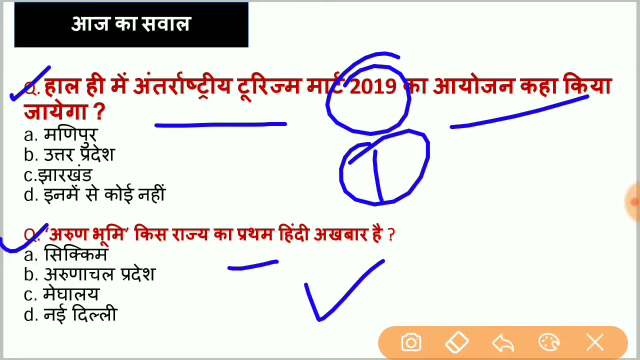 आज का सवाल
Q. हाल ही में अंतर्राष्ट्रीय टूरिज्म मार्ट 2019 का आयोजन कहा किया
जायेगा ?
a. मणिपुर
b. उत्तर प्रदेश
c.झारखंड
d. इनमें से कोई नहीं
Q. 'अरुण भूमि' किस राज्य का प्रथम हिंदी अखबार है ?
a. सिक्किम
b. अरुणाचल प्रदेश
c. मेघालय
d. नई दिल्ली